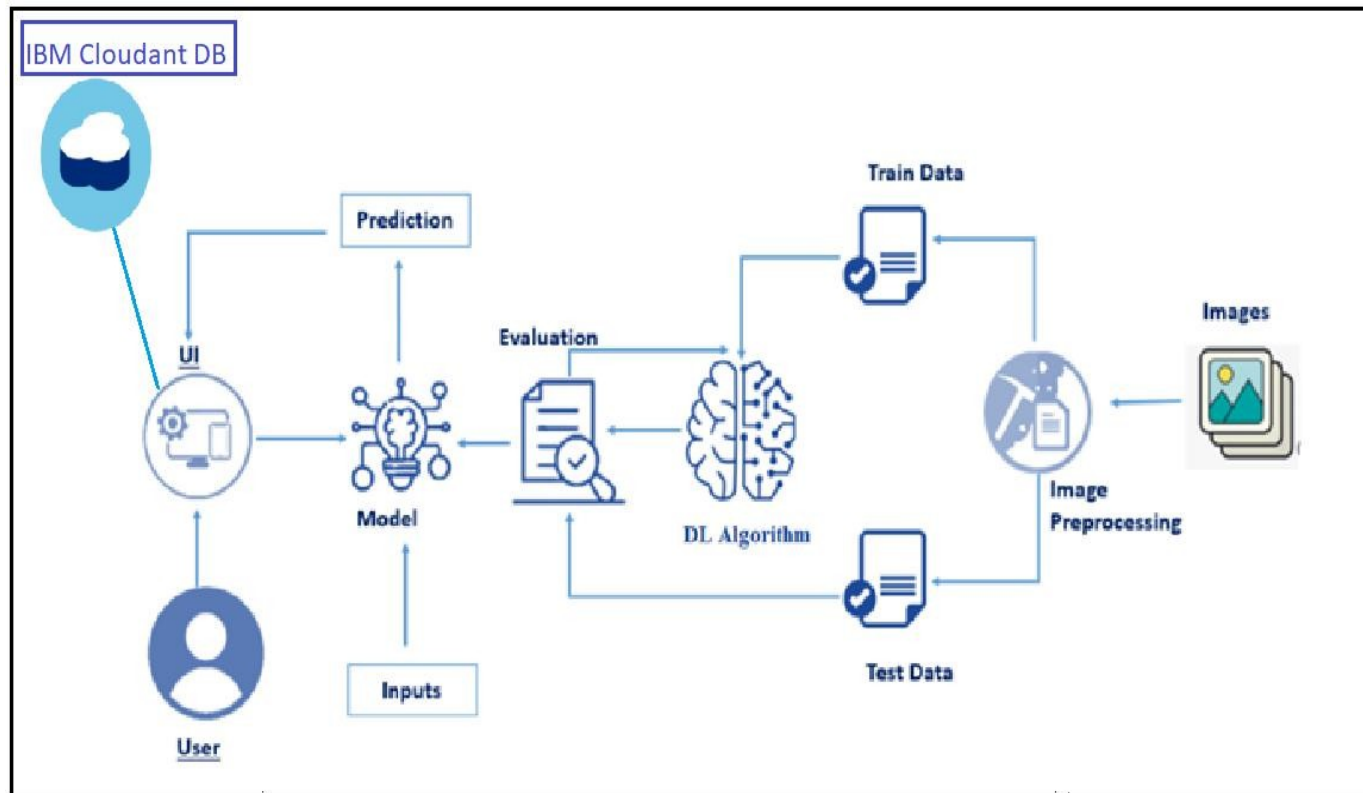 IBM Cloudant DB
Train Data
Prediction
Images
Evaluation
UI
Image
Preprocessing
Model
DL Algorithm
Test Data
Inputs
User